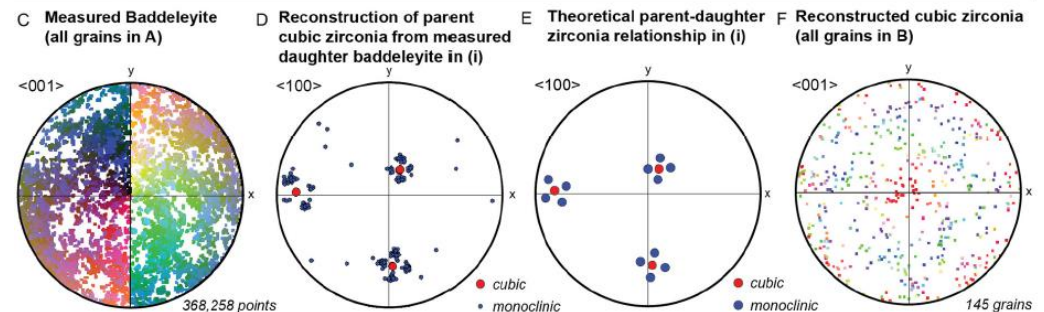 C Measured Baddeleyite
(all grains in A)
<001>
y
368,258 points
D Reconstruction of parent
cubic zirconia from measured
daughter baddeleyite in (i)
<100>
y
x
cubic
monoclinic
E Theoretical parent-daughter
zirconia relationship in (i)
<100>
y
x
cubic
monoclinic
F Reconstructed cubic zirconia
(all grains in B)
<001>
y
x
145 grains
x